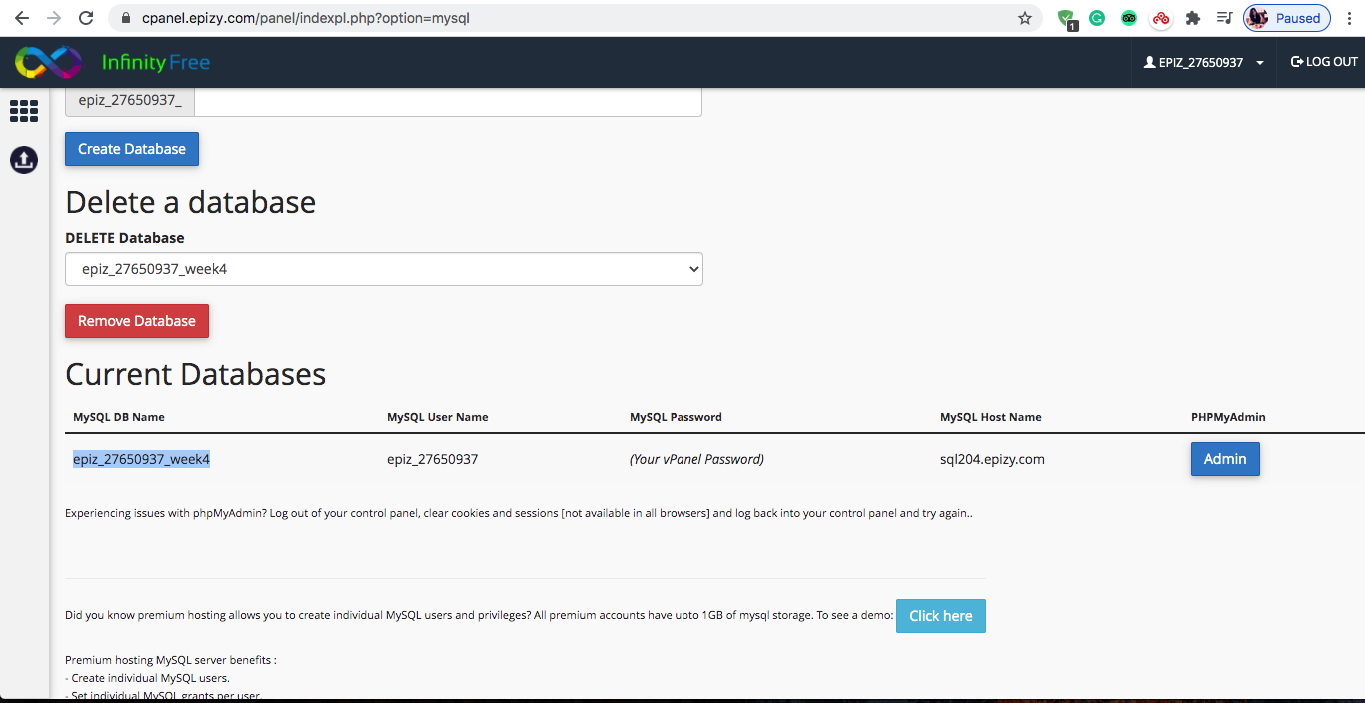 cpanel.epizy.com/panel/indexpl.php?option=mysql
1
Paused
InfinityFree
EPIZ_27650937
LOG OUT
epiz_27650937_
Create Database
Delete a database
DELETE Database
epiz_27650937_week4
Remove Database
Current Databases
MySQL DB Name MySQL User Name MySQL Password MySQL Host Name PHPMyAdmin
epiz_27650937_week4 epiz_27650937 (Your vPanel Password) sql204.epizy.com Admin
Experiencing issues with phpMyAdmin? Log out of your control panel, clear cookies and sessions [not available in all browsers] and log back into your control panel and try again..
Did you know premium hosting allows you to create individual MySQL users and privileges? All premium accounts have upto 1GB of mysql storage. To see a demo: Click here
Premium hosting MySQL server benefits :
- Create individual MySQL users.
- Set individual MySQL grants per user.